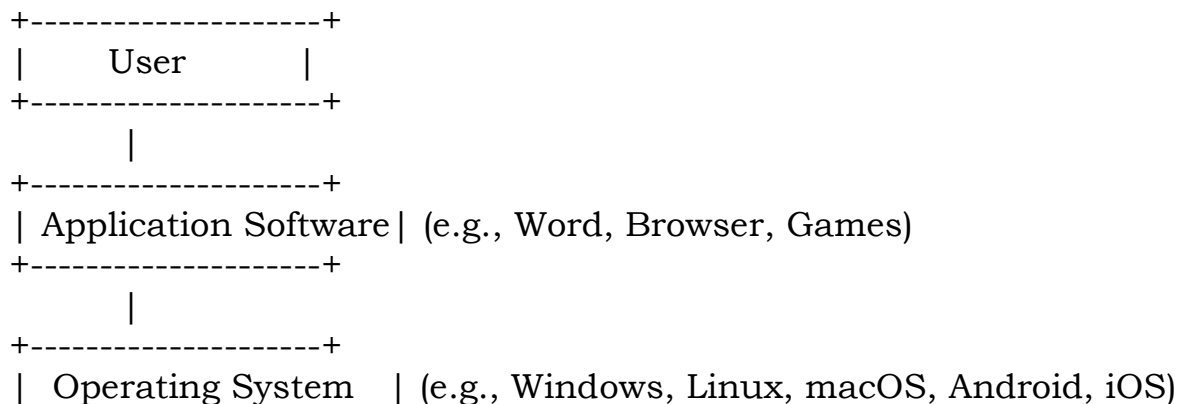 +---------------------+
|       User          |
+---------------------+
          |
+---------------------+
| Application Software| (e.g., Word, Browser, Games)
+---------------------+
          |
+---------------------+
|   Operating System    | (e.g., Windows, Linux, macOS, Android, iOS)